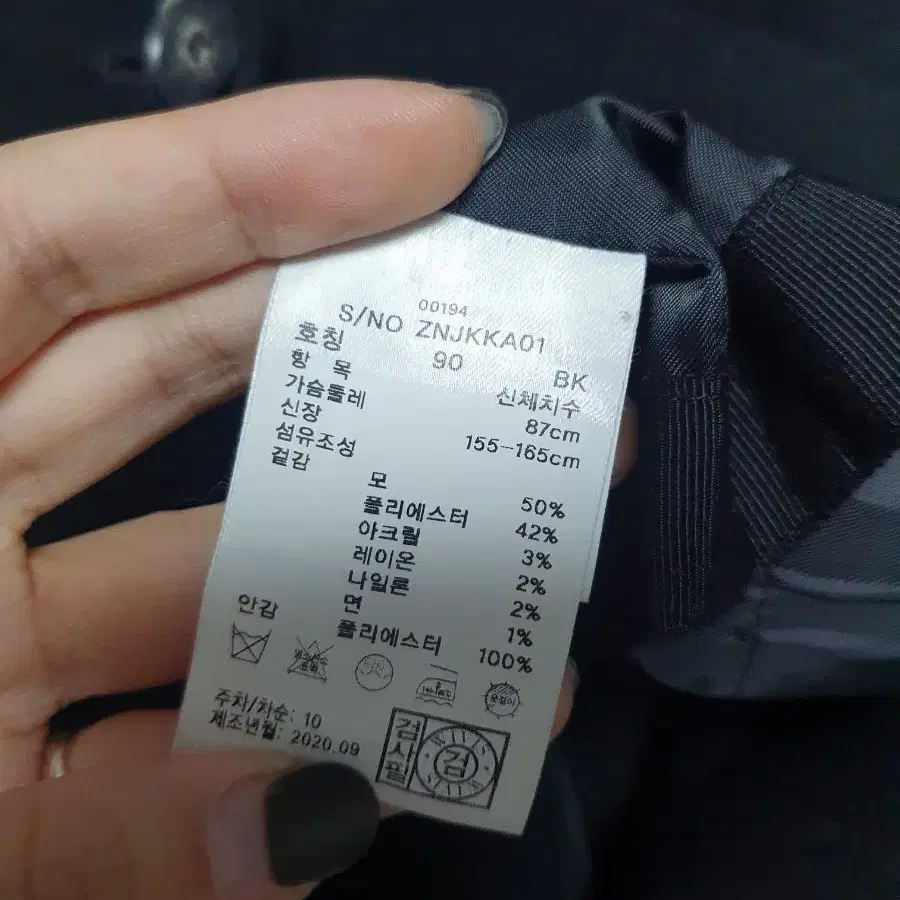 00194
S/NO ZNJKKA01
호칭 90 BK
항 목 신체치수
가슴둘레 87cm
신장 155-165cm
섬유조성
겉감
모 50%
폴리에스터 42%
아크릴 3%
레이온 2%
나일론 2%
면 1%
안감 폴리에스터 100%
주차/차순: 10
제조년월: 2020.09
검사필
검